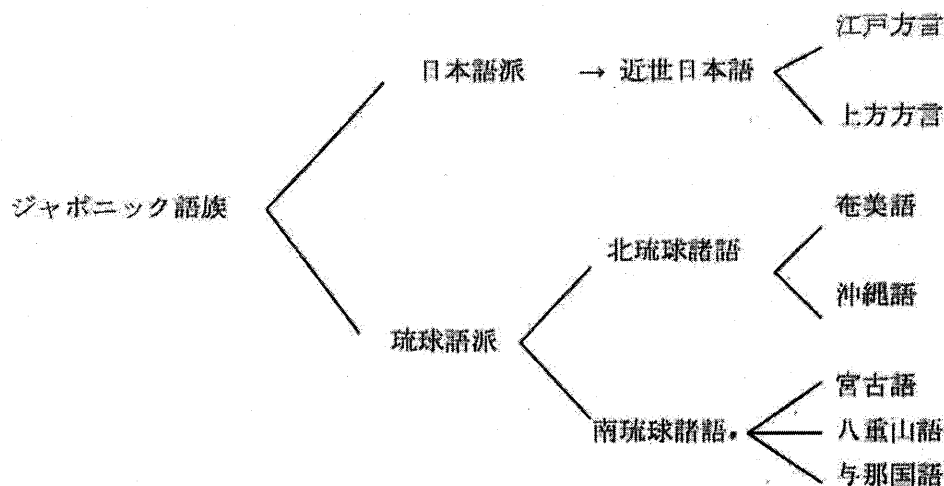 江戸方言
日本語派 → 近世日本語
上方方言
ジャポニック語族
奄美語
北琉球諸語
沖縄語
琉球語派
宮古語
南琉球諸語
八重山語
与那国語